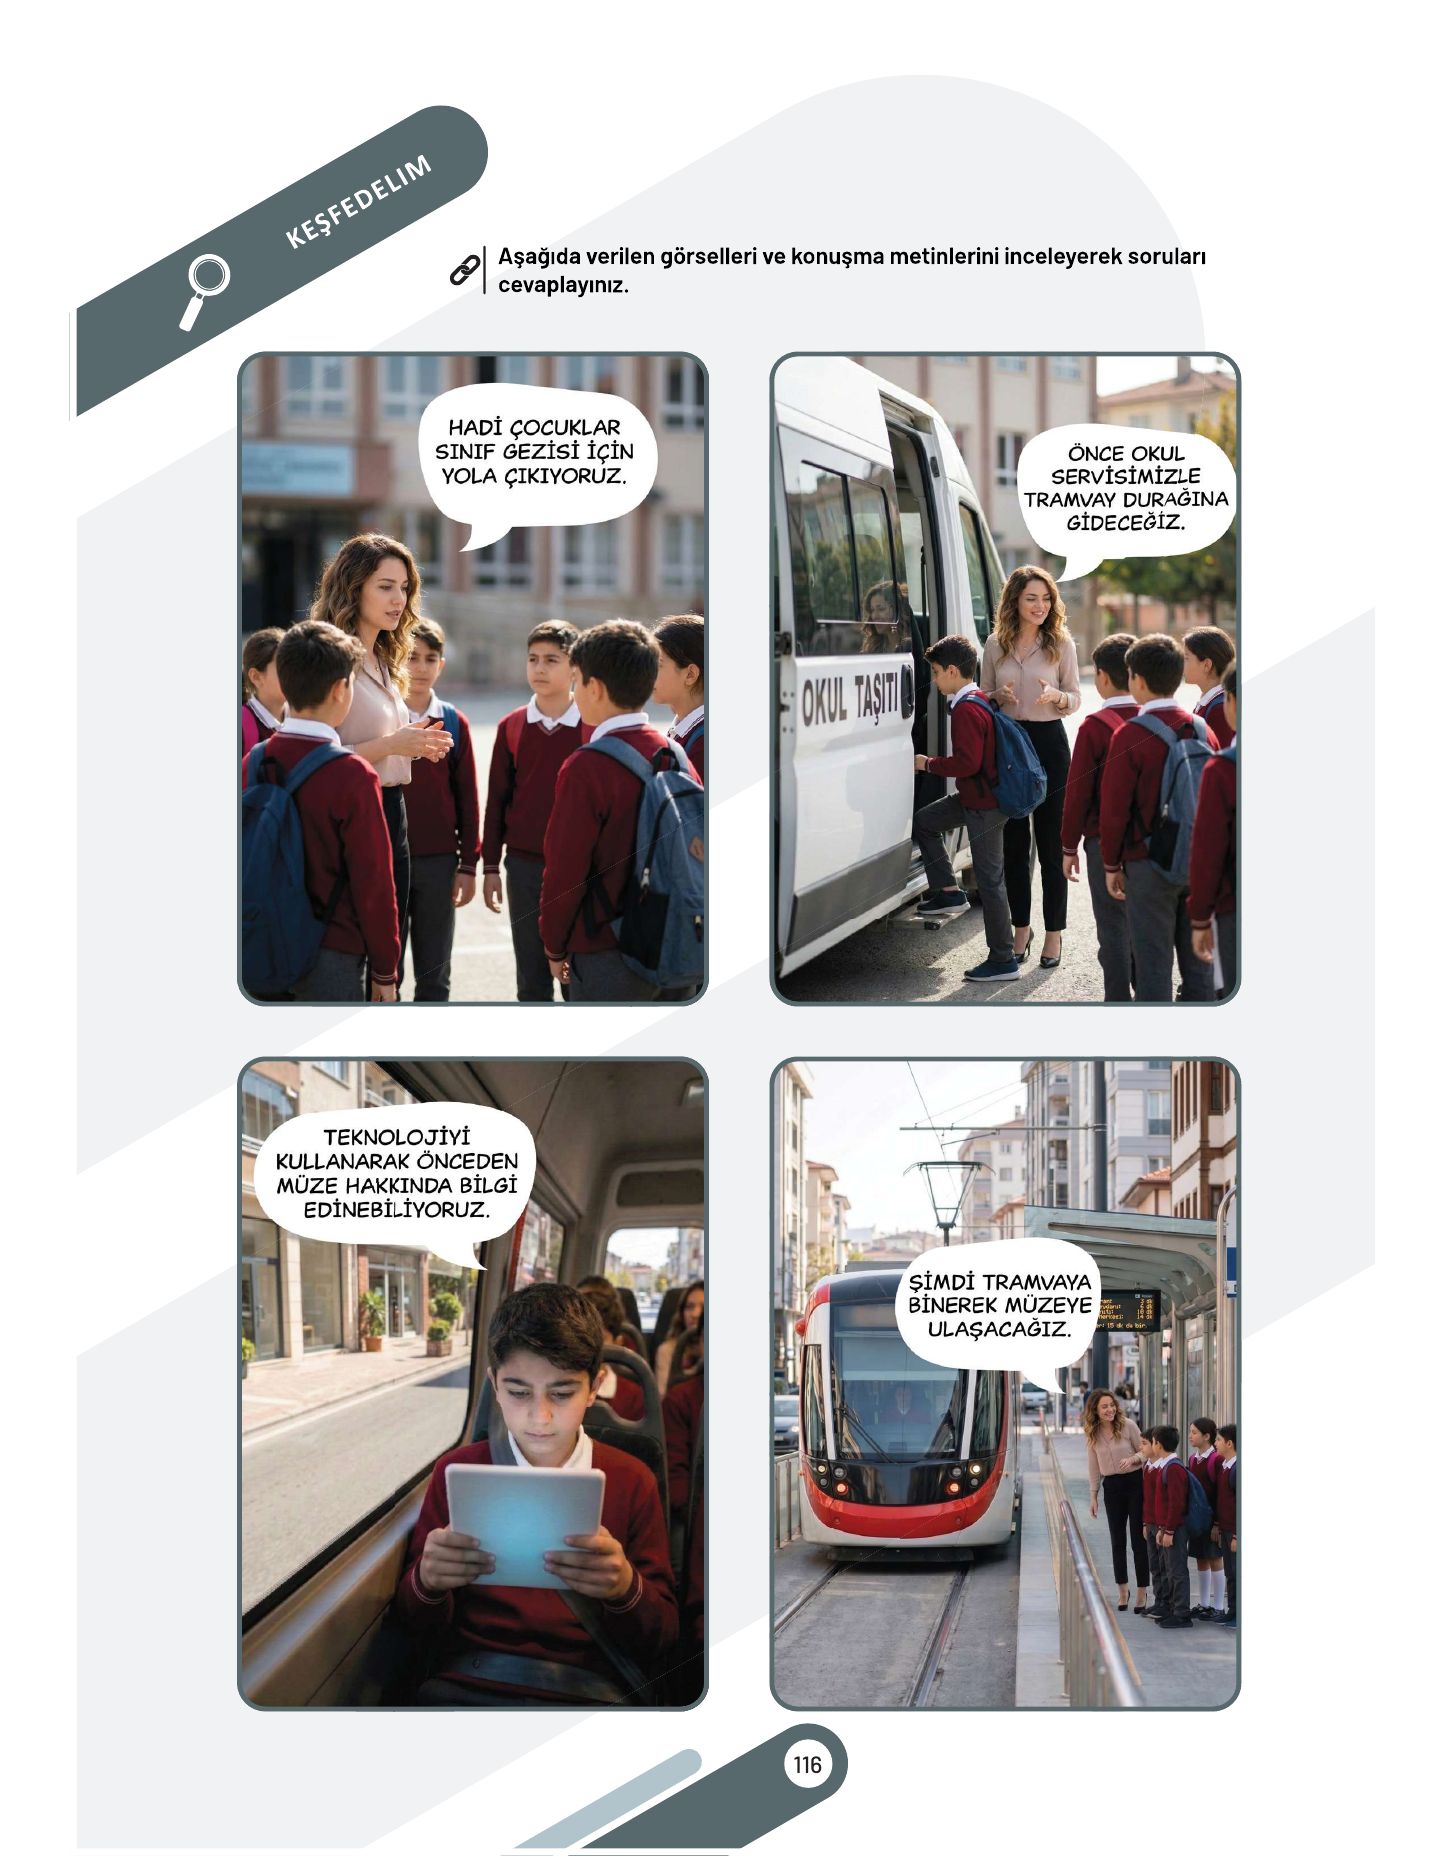 KEŞFEDELIM
Aşağıda verilen görselleri ve konuşma metinlerini inceleyerek soruları
cevaplayınız.
HADİ ÇOCUKLAR
SINIF GEZİSİ İÇİN
YOLA ÇIKIYORUZ.
ÖNCE OKUL
SERVİSİMİZLE
TRAMVAY DURAĞINA
GİDECEĞİZ.
OKUL TAŞITI
TEKNOLOJİYİ
KULLANARAK ÖNCEDEN
MÜZE HAKKINDA BİLGİ
EDİNEBİLİYORUZ.
ŞİMDİ TRAMVAYA
BİNEREK MÜZEYE
ULAŞACAĞIZ.
116